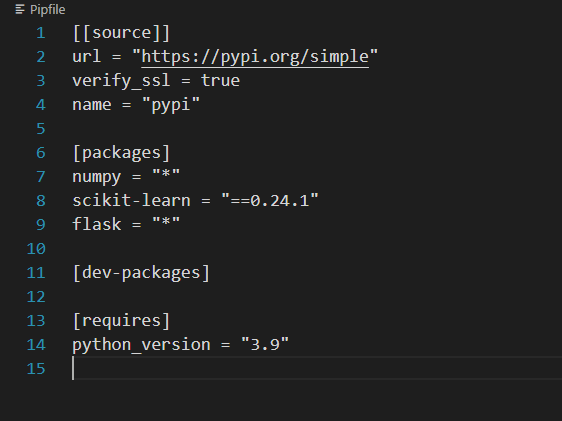 Pipfile
1 [[source]]
2 url = "https://pypi.org/simple"
3 verify_ssl = true
4 name = "pypi"
5
6 [packages]
7 numpy = "*"
8 scikit-learn = "==0.24.1"
9 flask = "*"
10
11 [dev-packages]
12
13 [requires]
14 python_version = "3.9"
15